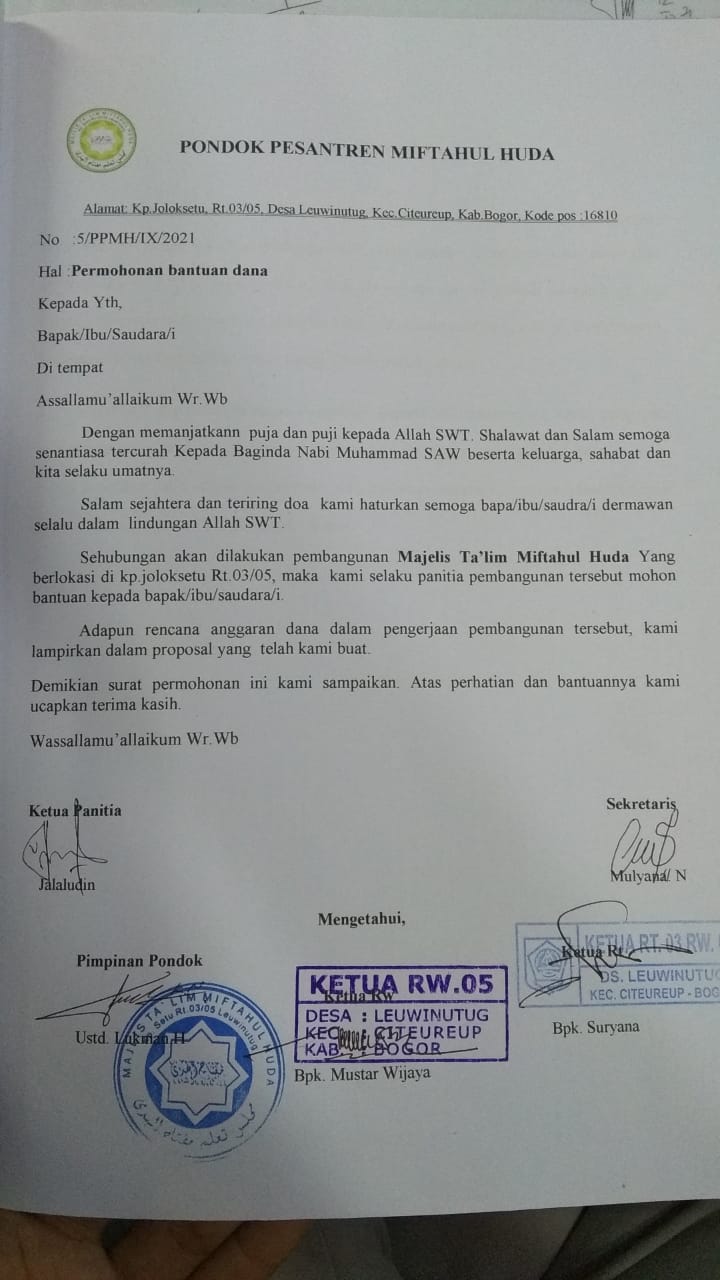 PONDOK PESANTREN MIFTAHUL HUDA
Alamat: Kp.Joloksetu, Rt.03/05, Desa Leuwinutug, Kec.Citeureup, Kab.Bogor, Kode pos :16810
No :5/PPMH/IX/2021
Hal :Permohonan bantuan dana
Kepada Yth,
Bapak/Ibu/Saudara/i
Di tempat
Assallamu’allaikum Wr.Wb
Dengan memanjatkann puja dan puji kepada Allah SWT. Shalawat dan Salam semoga
senantiasa tercurah Kepada Baginda Nabi Muhammad SAW beserta keluarga, sahabat dan
kita selaku umatnya.
Salam sejahtera dan teriring doa kami haturkan semoga bapa/ibu/saudra/i dermawan
selalu dalam lindungan Allah SWT.
Sehubungan akan dilakukan pembangunan Majelis Ta’lim Miftahul Huda Yang
berlokasi di kp.joloksetu Rt.03/05, maka kami selaku panitia pembangunan tersebut mohon
bantuan kepada bapak/ibu/saudara/i.
Adapun rencana anggaran dana dalam pengerjaan pembangunan tersebut, kami
lampirkan dalam proposal yang telah kami buat.
Demikian surat permohonan ini kami sampaikan. Atas perhatian dan bantuannya kami
ucapkan terima kasih.
Wassallamu’allaikum Wr.Wb
Ketua Panitia
Sekretaris
Jalaludin
Mulyana N
Mengetahui,
Pimpinan Pondok
Ketua Rw
Ketua Rt
KETUA RW.05
DESA : LEUWINUTUG
KEC. : CITEUREUP
KAB. : BOGOR
KETUA RT. 03 RW.
DS. LEUWINUTUG
KEC. CITEUREUP - BOG
Ustd. Lukman H
Bpk. Mustar Wijaya
Bpk. Suryana
MAJLIS TA'LIM MIFTAHUL HUDA
Setu Rt 03/05 Leuwinutug